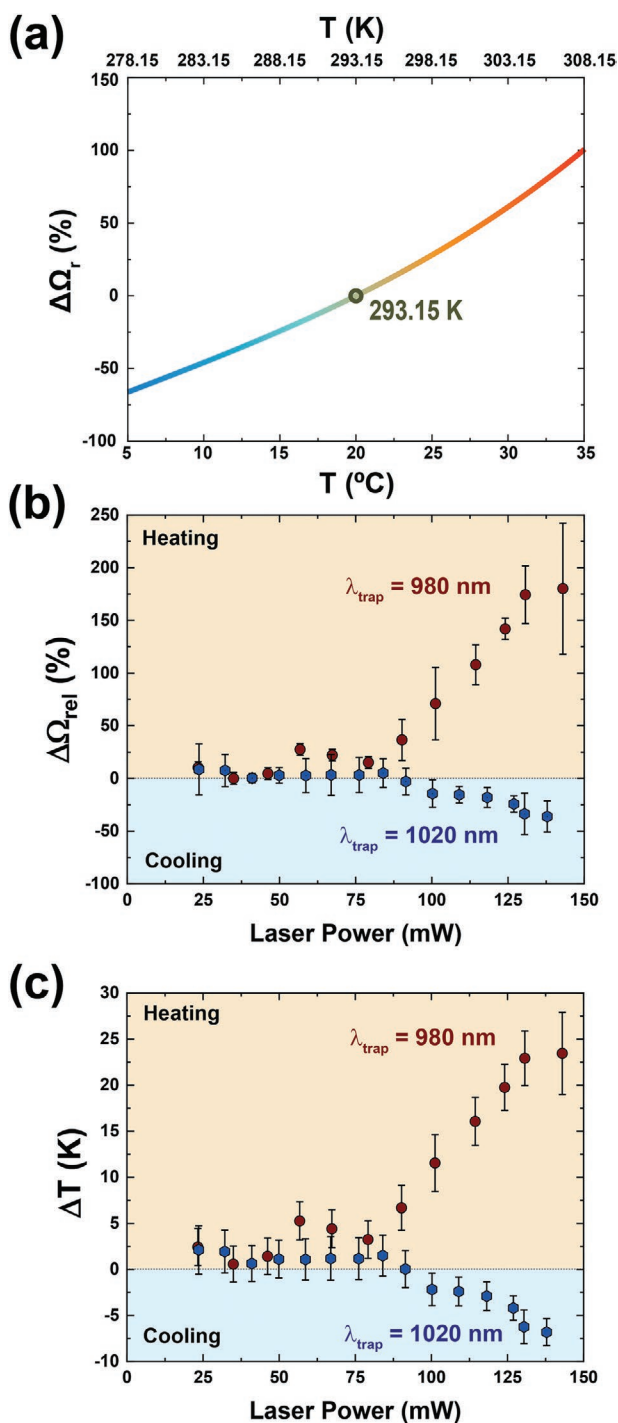 (a)
T (K)
278.15 283.15 288.15 293.15 298.15 303.15 308.15
150
100
50
0
-50
-100
ΔΩr (%)
293.15 K
5 10 15 20 25 30 35
T (ºC)
(b)
250
200
150
100
50
0
-50
-100
ΔΩrel (%)
Heating
λtrap = 980 nm
λtrap = 1020 nm
Cooling
0 25 50 75 100 125 150
Laser Power (mW)
(c)
30
25
20
15
10
5
0
-5
-10
ΔT (K)
Heating
λtrap = 980 nm
λtrap = 1020 nm
Cooling
0 25 50 75 100 125 150
Laser Power (mW)